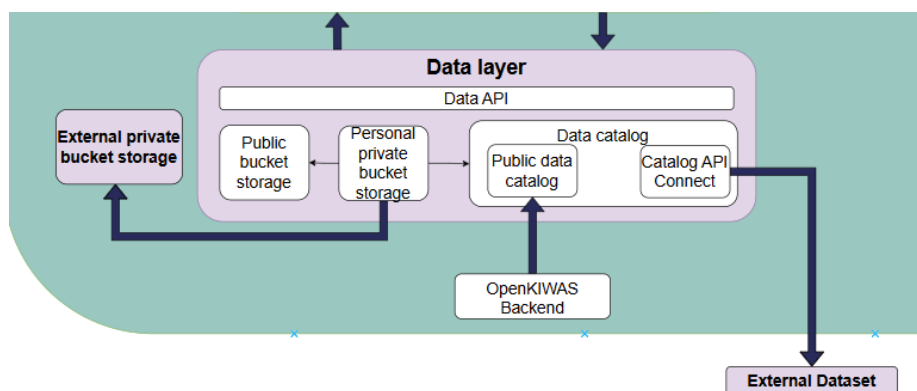 Data layer
Data API
External private
bucket storage
Public
bucket
storage
Personal
private
bucket
storage
Data catalog
Public data
catalog
Catalog API
Connect
OpenKIWAS
Backend
External Dataset